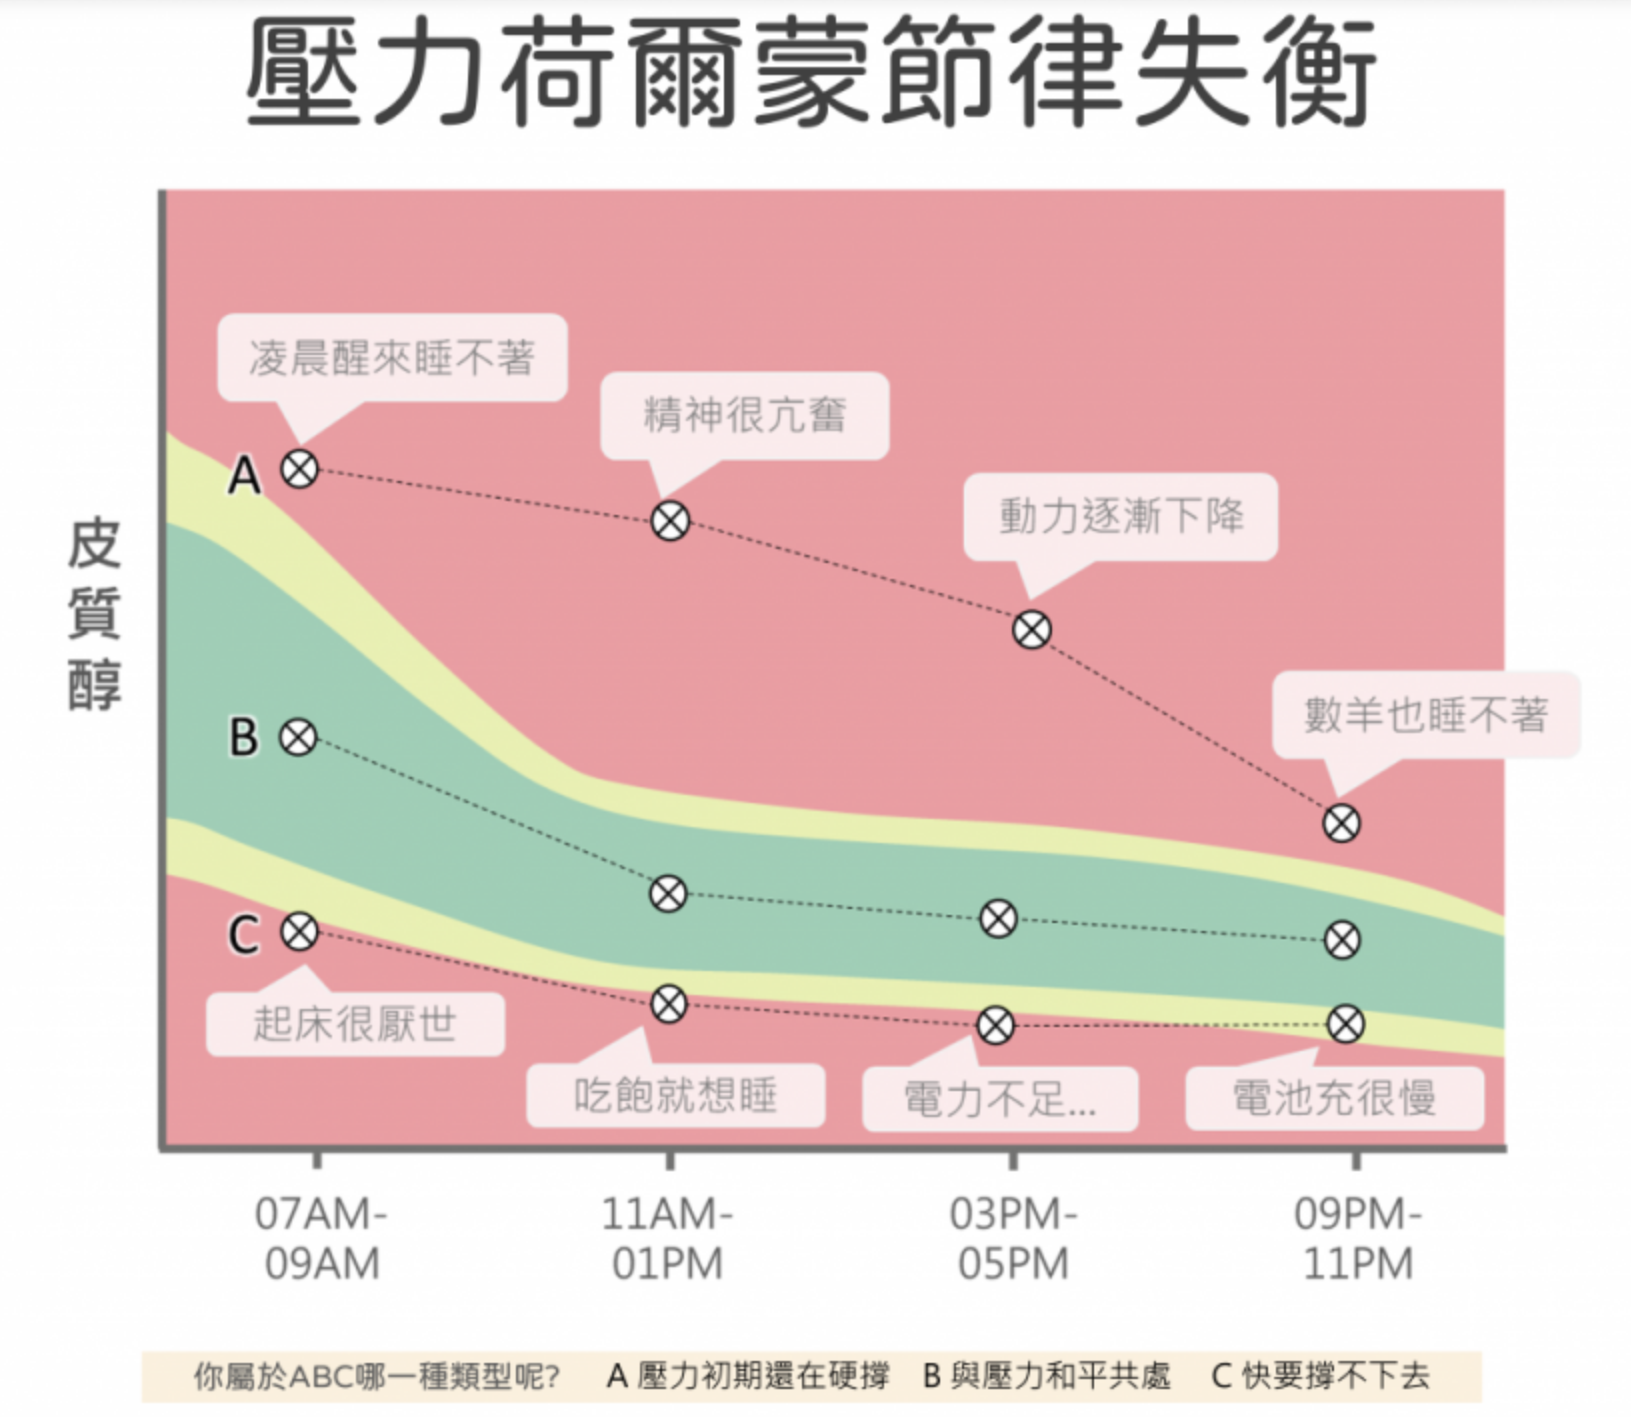 壓力荷爾蒙節律失衡
皮質醇
凌晨醒來睡不著
精神很亢奮
動力逐漸下降
數羊也睡不著
A
B
C
起床很厭世
吃飽就想睡
電力不足...
電池充很慢
07AM-
09AM
11AM-
01PM
03PM-
05PM
09PM-
11PM
你屬於ABC哪一種類型呢? A 壓力初期還在硬撐 B 與壓力和平共處 C 快要撐不下去